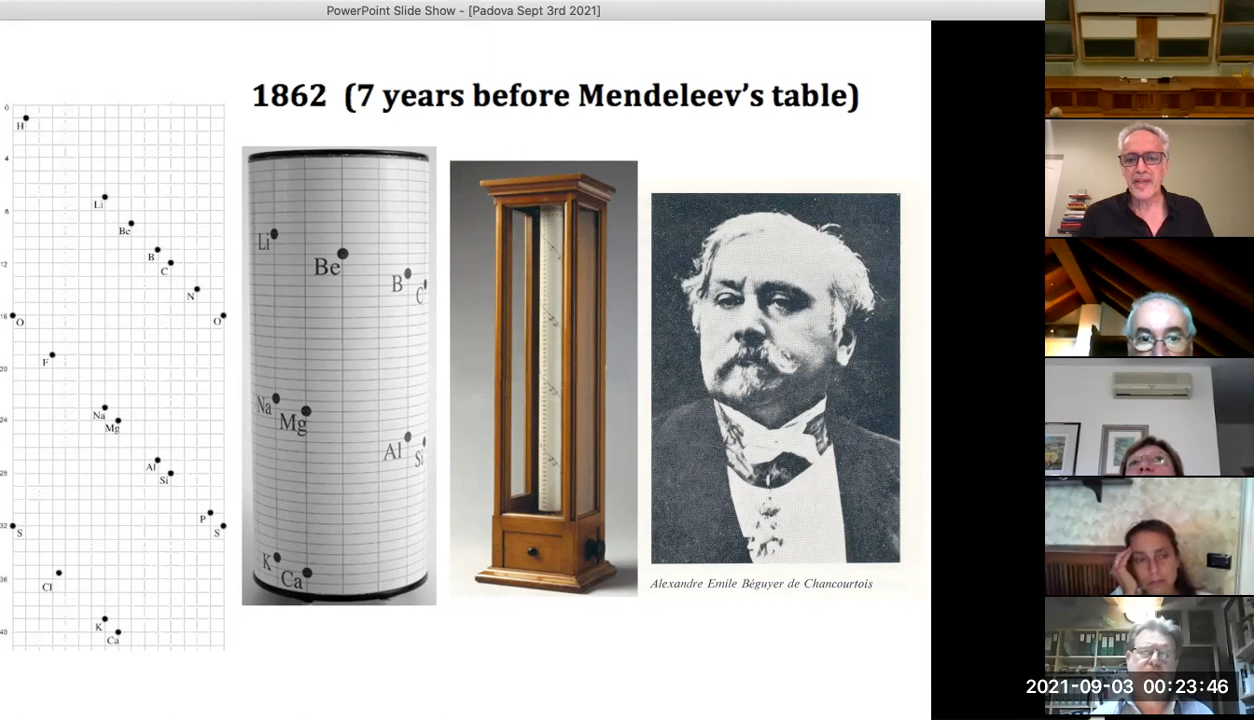 PowerPoint Slide Show - [Padova Sept 3rd 2021]
1862 (7 years before Mendeleev’s table)
0
H
4
Li
8
Be
B
C
12
N
O
O
16
F
20
Na
Mg
24
Al
Si
28
P
S
S
32
Cl
36
K
Ca
40
Li
Be
B
C
Na
Mg
Al
Si
K
Ca
Alexandre Emile Béguyer de Chancourtois
2021-09-03 00:23:46